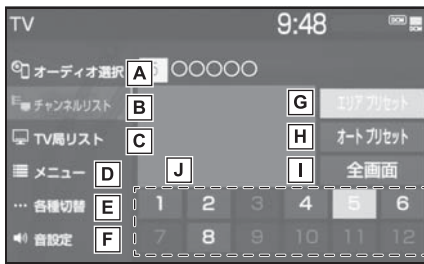 TV 9:48
オーディオ選択 A 5 〇〇〇〇〇
チャンネルリスト B G エリア プリセット
TV局リスト C H オート プリセット
メニュー D J I 全画面
… 各種切替 E 1 2 3 4 5 6
音設定 F 7 8 9 10 11 12